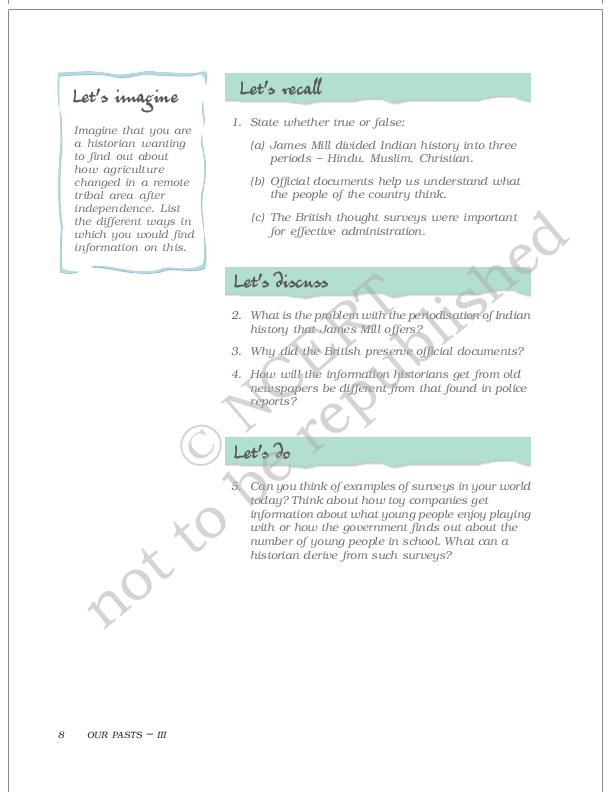 Let's imagine
Imagine that you are
a historian wanting
to find out about
how agriculture
changed in a remote
tribal area after
independence. List
the different ways in
which you would find
information on this.
Let's recall
1. State whether true or false:
(a) James Mill divided Indian history into three
periods – Hindu, Muslim, Christian.
(b) Official documents help us understand what
the people of the country think.
(c) The British thought surveys were important
for effective administration.
Let's discuss
2. What is the problem with the periodisation of Indian
history that James Mill offers?
3. Why did the British preserve official documents?
4. How will the information historians get from old
newspapers be different from that found in police
reports?
Let's do
5. Can you think of examples of surveys in your world
today? Think about how toy companies get
information about what young people enjoy playing
with or how the government finds out about the
number of young people in school. What can a
historian derive from such surveys?
© NCERT
not to be republished
8 OUR PASTS – III